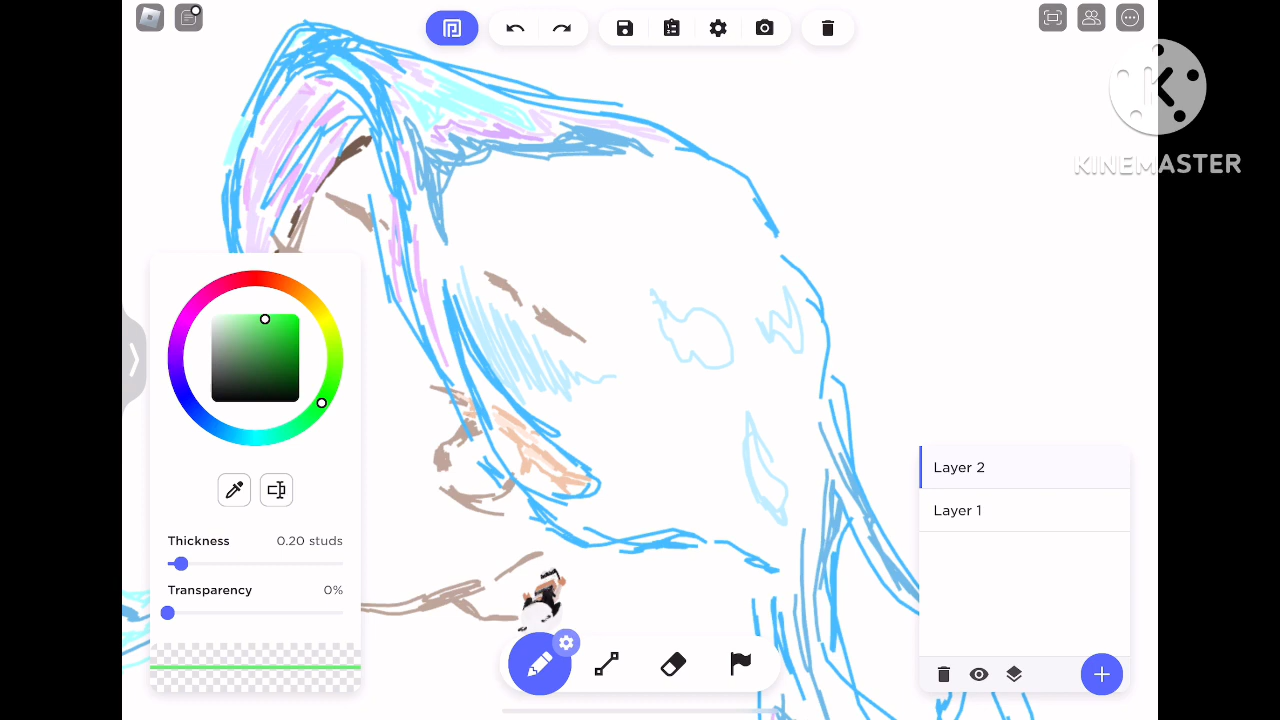 KINEMASTER
Layer 2
Layer 1
Thickness 0.20 studs
Transparency 0%